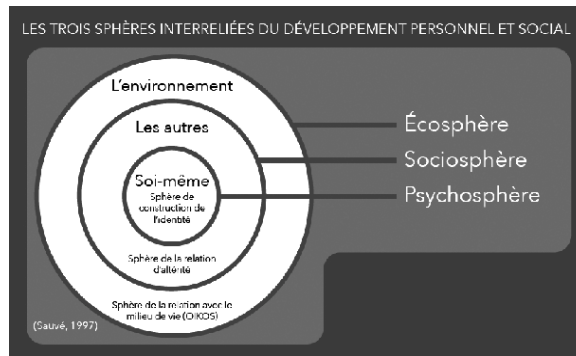 LES TROIS SPHÈRES INTERRELIÉES DU DÉVELOPPEMENT PERSONNEL ET SOCIAL
L'environnement
Les autres
Soi-même
Sphère de
construction de
l'identité
Sphère de la relation
d'altérité
Sphère de la relation avec le
milieu de vie (OIKOS)
Écosphère
Sociosphère
Psychosphère
(Sauvé, 1997)